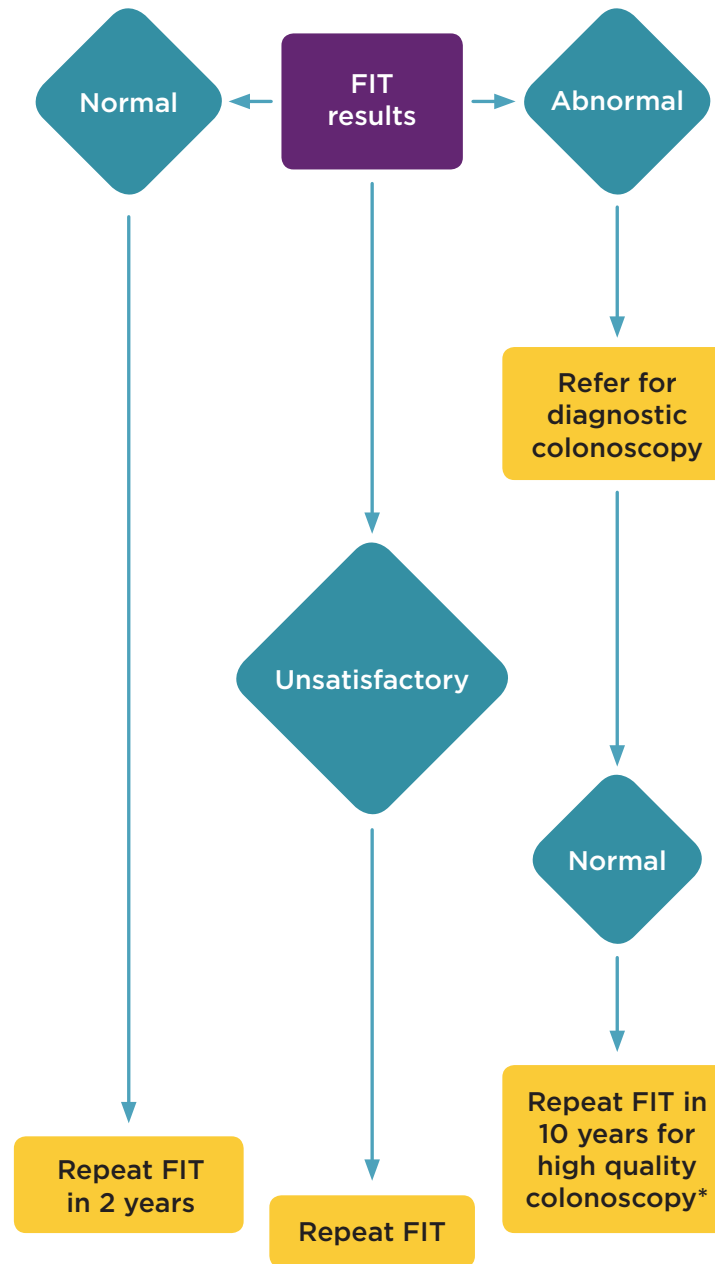 Normal
FIT
results
Abnormal
Refer for
diagnostic
colonoscopy
Unsatisfactory
Normal
Repeat FIT
in 2 years
Repeat FIT
Repeat FIT in
10 years for
high quality
colonoscopy*